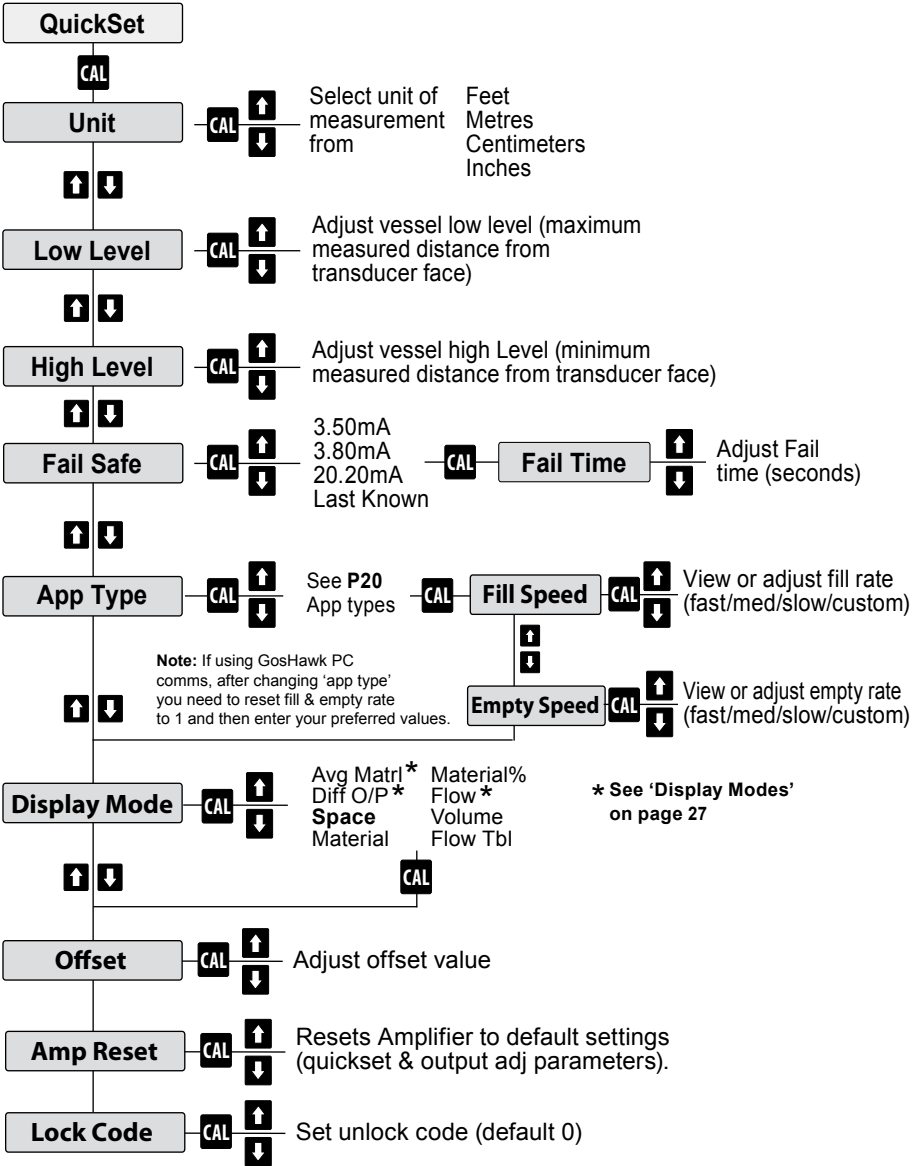 QuickSet
CAL
Unit
CAL
Select unit of
measurement
from
Feet
Metres
Centimeters
Inches
Low Level
CAL
Adjust vessel low level (maximum
measured distance from
transducer face)
High Level
CAL
Adjust vessel high Level (minimum
measured distance from transducer face)
Fail Safe
CAL
3.50mA
3.80mA
20.20mA
Last Known
CAL
Fail Time
Adjust Fail
time (seconds)
App Type
CAL
See P20
App types
CAL
Fill Speed
CAL
View or adjust fill rate
(fast/med/slow/custom)
Note: If using GosHawk PC
comms, after changing ‘app type’
you need to reset fill & empty rate
to 1 and then enter your preferred values.
Empty Speed
CAL
View or adjust empty rate
(fast/med/slow/custom)
Display Mode
CAL
Avg Matrl* Material%
Diff O/P* Flow*
Space Volume
Material Flow Tbl
* See ‘Display Modes’
on page 27
CAL
Offset
CAL
Adjust offset value
Amp Reset
CAL
Resets Amplifier to default settings
(quickset & output adj parameters).
Lock Code
CAL
Set unlock code (default 0)